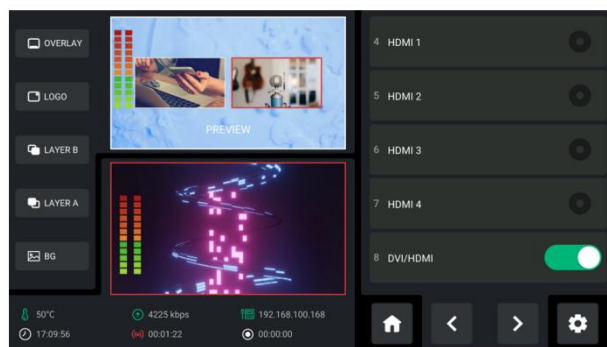 OVERLAY
LOGO
LAYER B
LAYER A
BG
PREVIEW
50°C
4225 kbps
192.168.100.168
17:09:56
00:01:22
00:00:00
4 HDMI 1
5 HDMI 2
6 HDMI 3
7 HDMI 4
8 DVI/HDMI